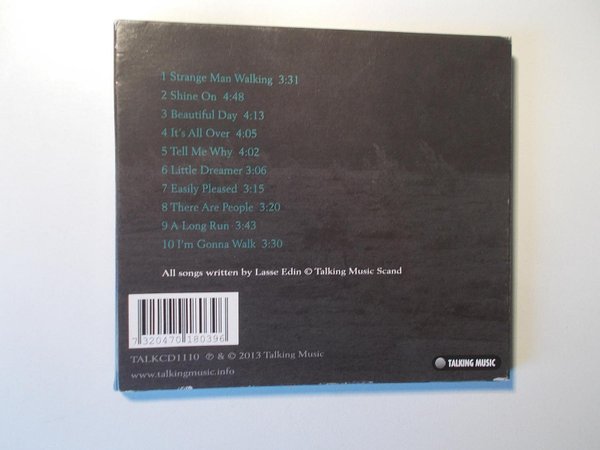 1 Strange Man Walking 3:31
2 Shine On 4:48
3 Beautiful Day 4:13
4 It's All Over 4:05
5 Tell Me Why 4:02
6 Little Dreamer 3:06
7 Easily Pleased 3:15
8 There Are People 3:20
9 A Long Run 3:43
10 I'm Gonna Walk 3:30
All songs written by Lasse Edin © Talking Music Scand
7 320470 180396
TALKCD1110 ℗ & © 2013 Talking Music
www.talkingmusic.info
TALKING MUSIC